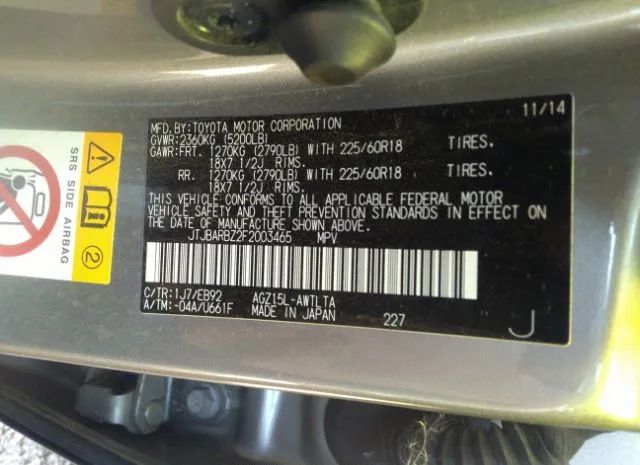 11/14
MFD.BY:TOYOTA MOTOR CORPORATION
GVWR:2360KG (5200LB)
GAWR:FRT. 1270KG (2790LB) WITH 225/60R18 TIRES.
18X7 1/2J RIMS.
RR. 1270KG (2790LB) WITH 225/60R18 TIRES.
18X7 1/2J RIMS.
THIS VEHICLE CONFORMS TO ALL APPLICABLE FEDERAL MOTOR
VEHICLE SAFETY AND THEFT PREVENTION STANDARDS IN EFFECT ON
THE DATE OF MANUFACTURE SHOWN ABOVE.
JTJBARBZ2F2003465 MPV
C/TR:1J7/EB92 AGZ15L-AWTLTA
A/TM:-04A/U661F MADE IN JAPAN 227 J
SRS SIDE AIRBAG
2